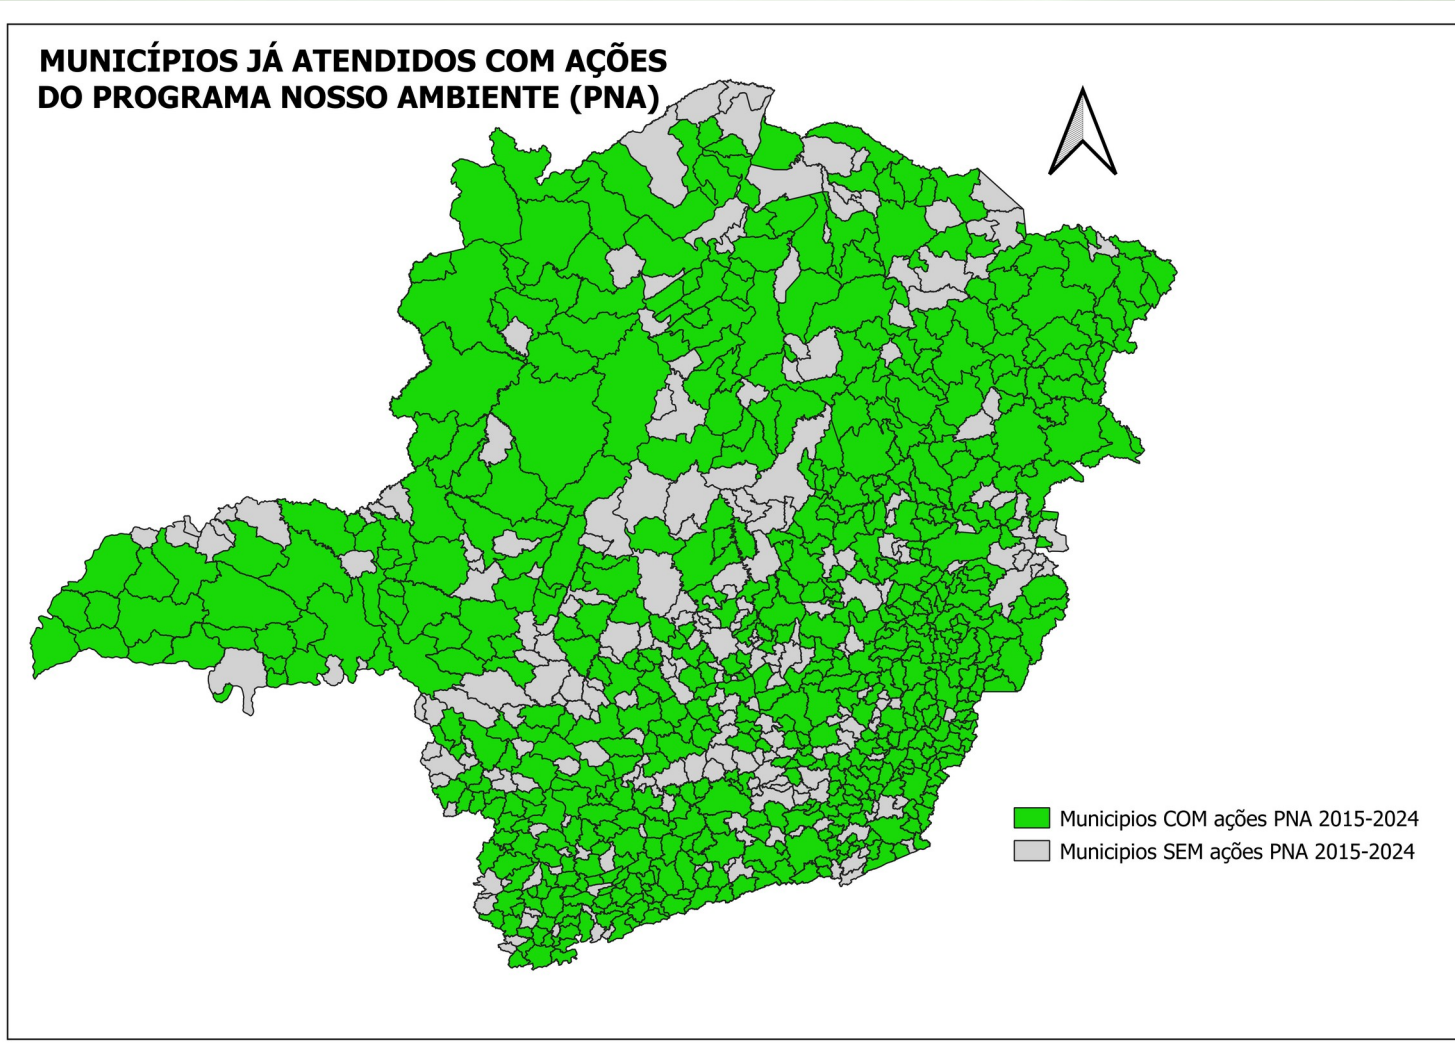 MUNICÍPIOS JÁ ATENDIDOS COM AÇÕES
DO PROGRAMA NOSSO AMBIENTE (PNA)
Municipios COM ações PNA 2015-2024
Municipios SEM ações PNA 2015-2024